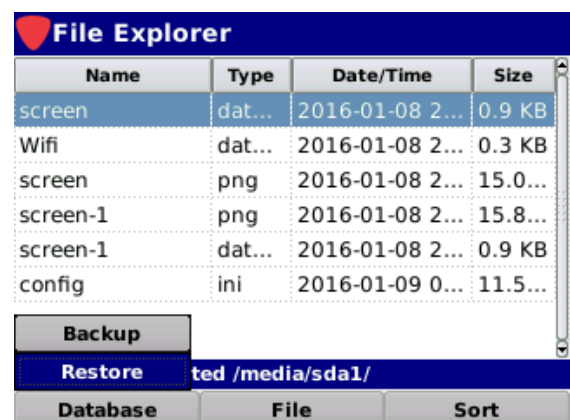 File Explorer
Name Type Date/Time Size
screen dat... 2016-01-08 2... 0.9 KB
Wifi dat... 2016-01-08 2... 0.3 KB
screen png 2016-01-08 2... 15.0...
screen-1 png 2016-01-08 2... 15.8...
screen-1 dat... 2016-01-08 2... 0.9 KB
config ini 2016-01-09 0... 11.5...
Backup
Restore ted /media/sda1/
Database File Sort